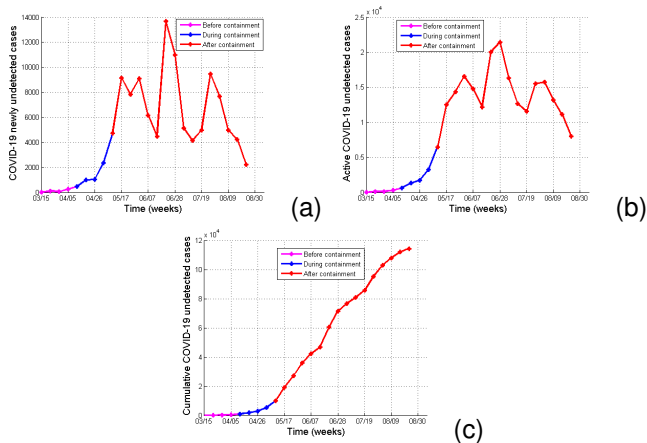 COVID-19 newly undetected cases
14000
12000
10000
8000
6000
4000
2000
0
Before containment
During containment
After containment
03/15 04/05 04/26 05/17 06/07 06/28 07/19 08/09 08/30
Time (weeks)
(a)
Active COVID-19 undetected cases
x 10^4
2.5
2
1.5
1
0.5
0
Before containment
During containment
After containment
03/15 04/05 04/26 05/17 06/07 06/28 07/19 08/09 08/30
Time (weeks)
(b)
Cumulative COVID-19 undetected cases
x 10^4
12
10
8
6
4
2
0
Before containment
During containment
After containment
03/15 04/05 04/26 05/17 06/07 06/28 07/19 08/09 08/30
Time (weeks)
(c)